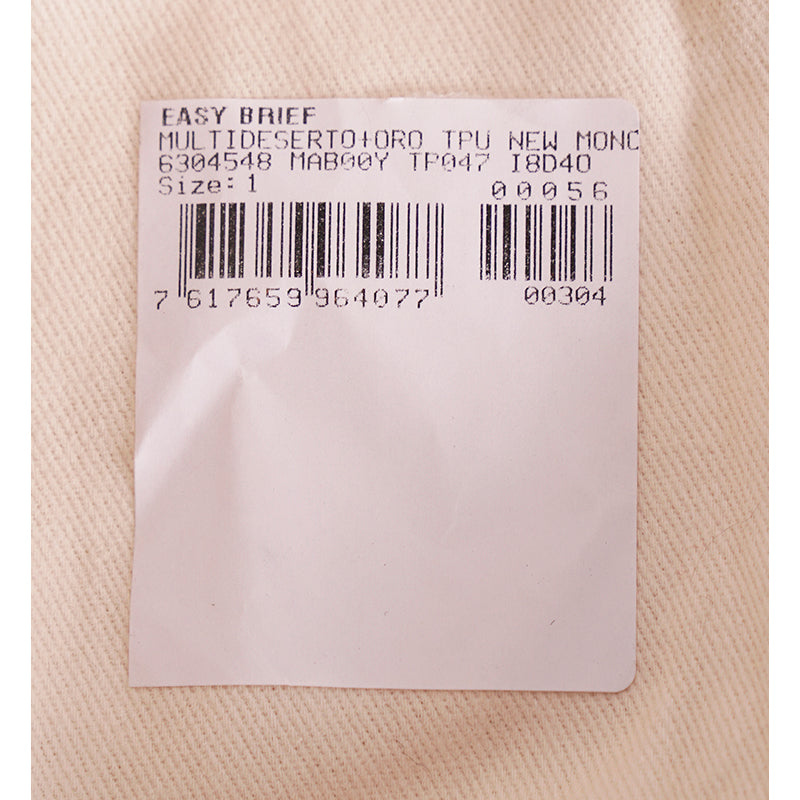 EASY BRIEF
MULTIDESERTO+ORO TPU NEW MONC
6304548 MAB00Y TP047 I8D40
Size: 1
00056
7 617659 964077
00304